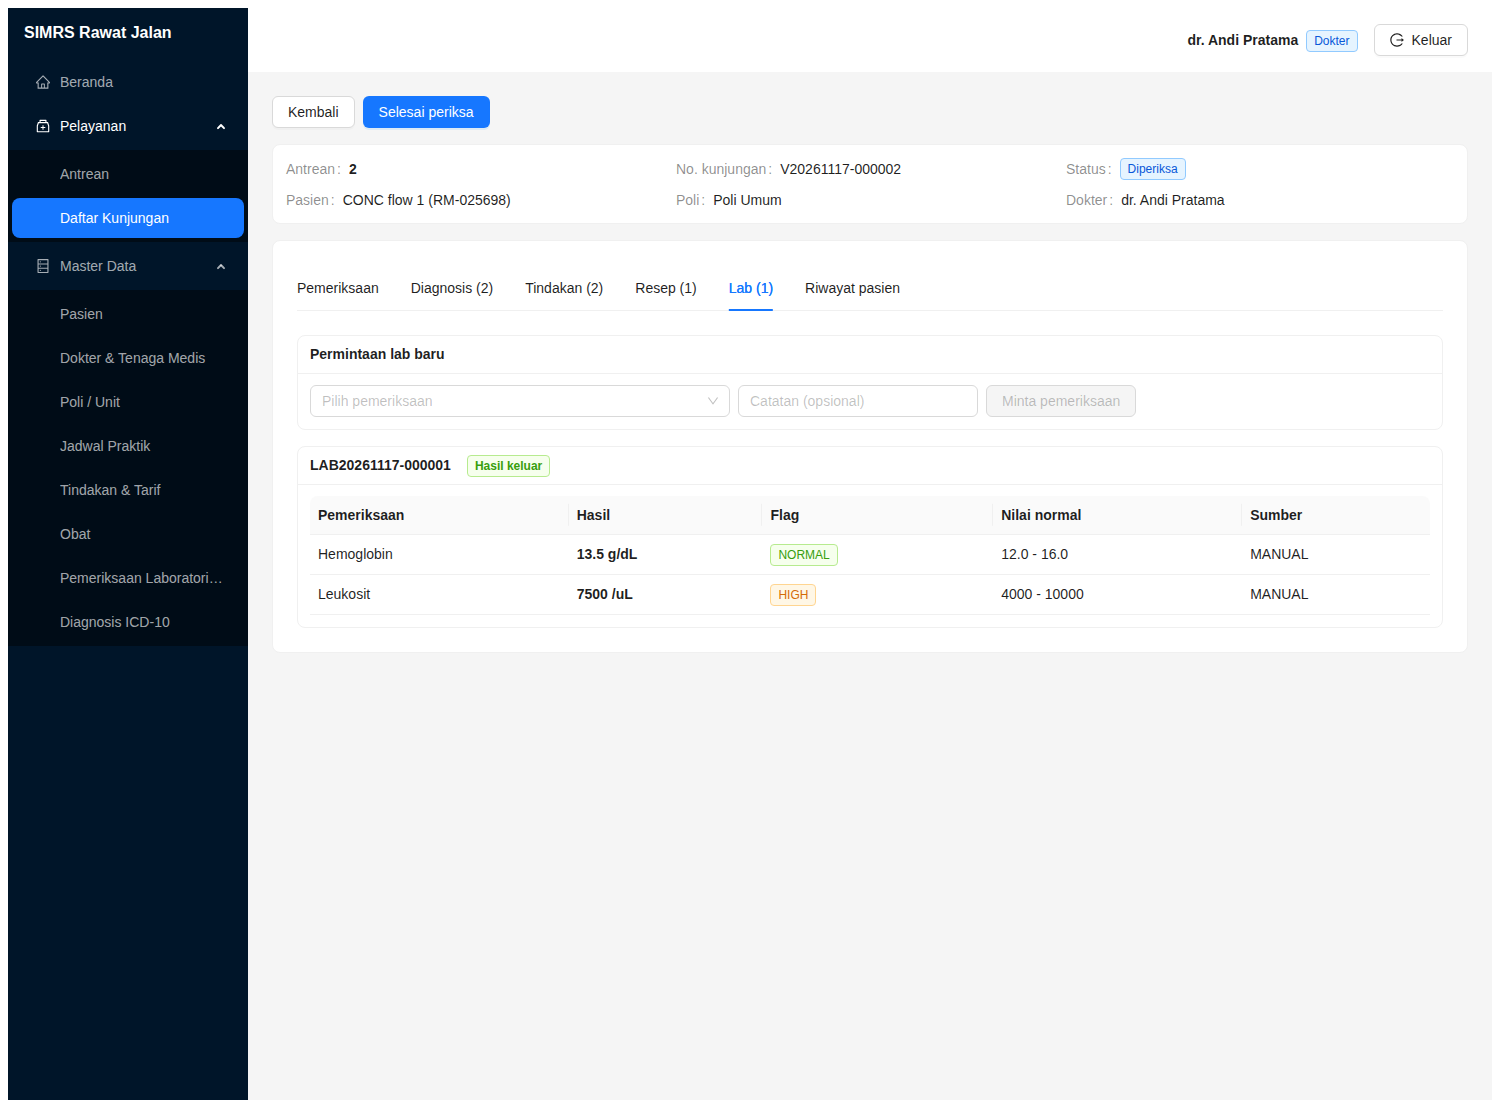 SIMRS Rawat Jalan
dr. Andi Pratama Dokter Keluar
Beranda
Pelayanan
Antrean
Daftar Kunjungan
Master Data
Pasien
Dokter & Tenaga Medis
Poli / Unit
Jadwal Praktik
Tindakan & Tarif
Obat
Pemeriksaan Laboratori...
Diagnosis ICD-10
Kembali Selesai periksa
Antrean : 2 No. kunjungan : V20261117-000002 Status : Diperiksa
Pasien : CONC flow 1 (RM-025698) Poli : Poli Umum Dokter : dr. Andi Pratama
Pemeriksaan Diagnosis (2) Tindakan (2) Resep (1) Lab (1) Riwayat pasien
Permintaan lab baru
Pilih pemeriksaan Catatan (opsional) Minta pemeriksaan
LAB20261117-000001 Hasil keluar
Pemeriksaan Hasil Flag Nilai normal Sumber
Hemoglobin 13.5 g/dL NORMAL 12.0 - 16.0 MANUAL
Leukosit 7500 /uL HIGH 4000 - 10000 MANUAL